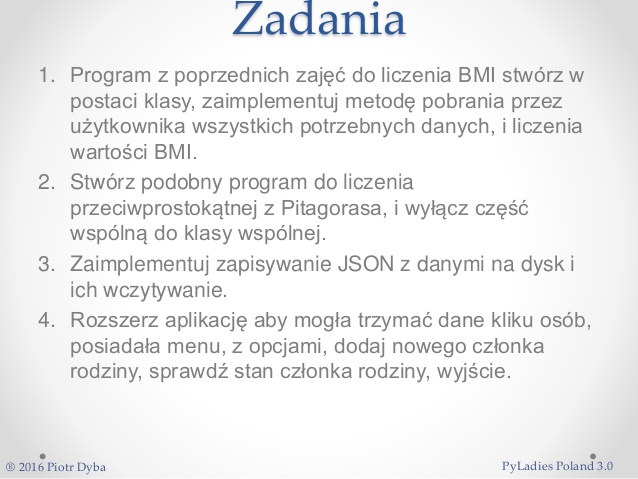 Zadania
1. Program z poprzednich zajęć do liczenia BMI stwórz w
postaci klasy, zaimplementuj metodę pobrania przez
użytkownika wszystkich potrzebnych danych, i liczenia
wartości BMI.
2. Stwórz podobny program do liczenia
przeciwprostokątnej z Pitagorasa, i wyłącz część
wspólną do klasy wspólnej.
3. Zaimplementuj zapisywanie JSON z danymi na dysk i
ich wczytywanie.
4. Rozszerz aplikację aby mogła trzymać dane kliku osób,
posiadała menu, z opcjami, dodaj nowego członka
rodziny, sprawdź stan członka rodziny, wyjście.
® 2016 Piotr Dyba
PyLadies Poland 3.0